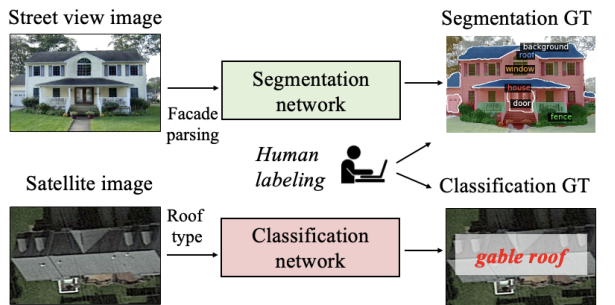 Street view image
Segmentation GT
Facade
parsing
Segmentation
network
background
roof
window
house
door
fence
Human
labeling
Satellite image
Classification GT
Roof
type
Classification
network
gable roof